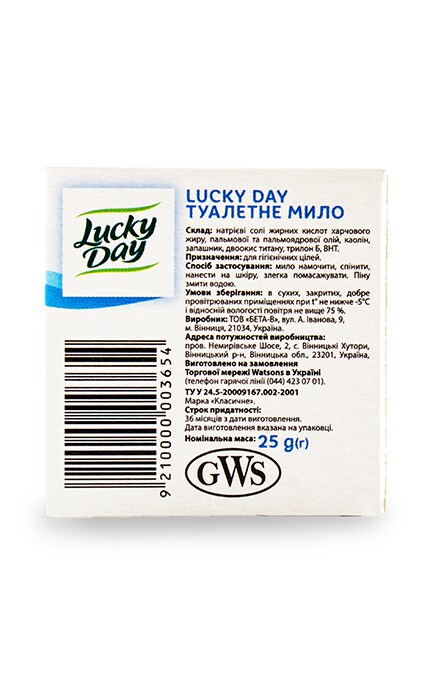 Lucky
Day
LUCKY DAY
ТУАЛЕТНЕ МИЛО
Склад: натрієві солі жирних кислот харчового
жиру, пальмової та пальмоядрової олій, каолін,
запашник, двоокис титану, трилон Б, ВНТ.
Призначення: для гігієнічних цілей.
Спосіб застосування: мило намочити, спінити,
нанести на шкіру, злегка помасажувати. Піну
змити водою.
Умови зберігання: в сухих, закритих, добре
провітрюваних приміщеннях при t° не нижче -5°C
і відносній вологості повітря не вище 75 %.
Виробник: ТОВ «БЕТА-В», вул. А. Іванова, 9,
м. Вінниця, 21034, Україна.
Адреса потужностей виробництва:
пров. Немирівське Шосе, 2, с. Вінницькі Хутори,
Вінницький р-н, Вінницька обл., 23201, Україна,
Виготовлено на замовлення
Торгової мережі Watsons в Україні
(телефон гарячої лінії (044) 423 07 01).
ТУ У 24.5-20009167.002-2001
Марка «Класичне».
Строк придатності:
36 місяців з дати виготовлення.
Дата виготовлення вказана на упаковці.
Номінальна маса: 25 g(г)
GWS
9 210000 003654